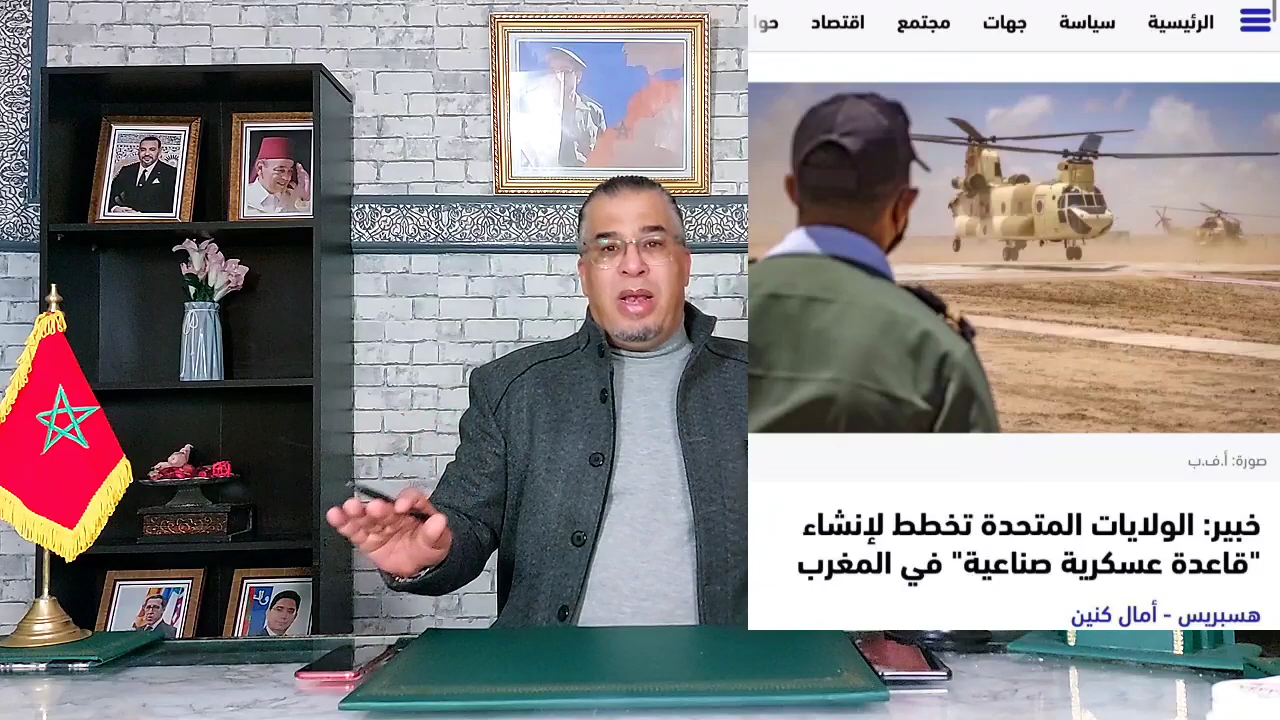 الرئيسية سياسة جهات مجتمع اقتصاد حوا
صورة: أ.ف.ب
خبير: الولايات المتحدة تخطط لإنشاء
"قاعدة عسكرية صناعية" في المغرب
هسبريس - أمال كنين